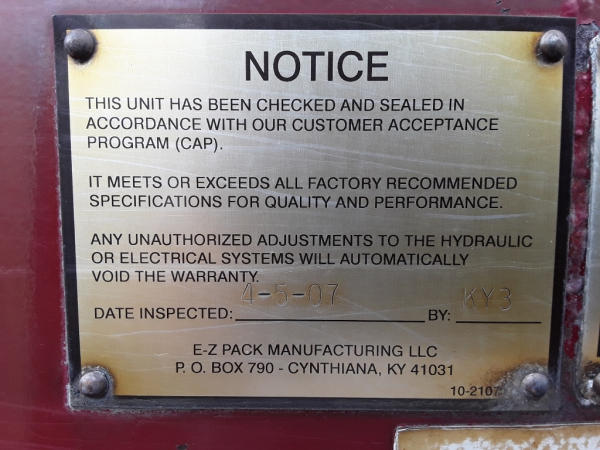 NOTICE
THIS UNIT HAS BEEN CHECKED AND SEALED IN
ACCORDANCE WITH OUR CUSTOMER ACCEPTANCE
PROGRAM (CAP).
IT MEETS OR EXCEEDS ALL FACTORY RECOMMENDED
SPECIFICATIONS FOR QUALITY AND PERFORMANCE.
ANY UNAUTHORIZED ADJUSTMENTS TO THE HYDRAULIC
OR ELECTRICAL SYSTEMS WILL AUTOMATICALLY
VOID THE WARRANTY.
DATE INSPECTED: 4-5-07 BY: KY3
E-Z PACK MANUFACTURING LLC
P. O. BOX 790 - CYNTHIANA, KY 41031
10-2107